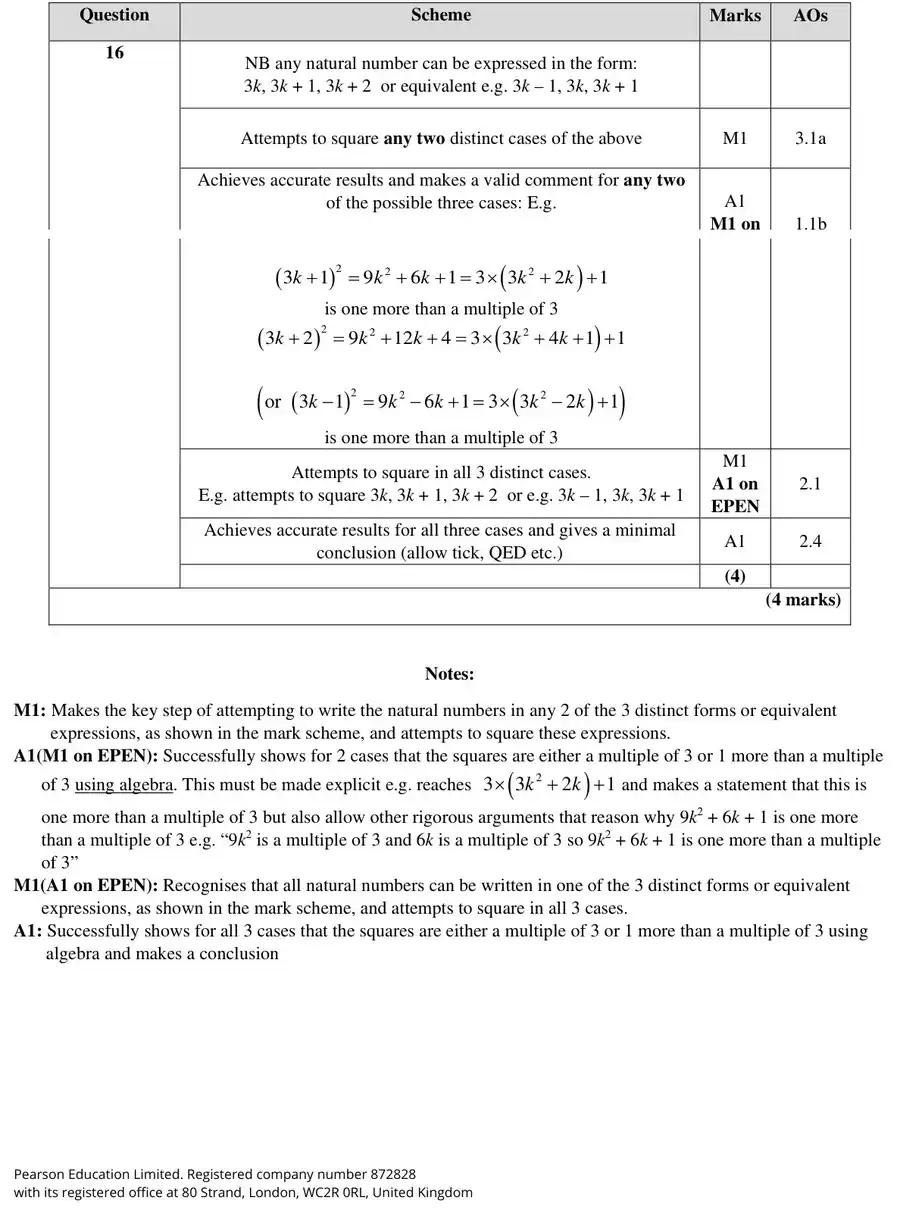 Question Scheme Marks AOs
16
NB any natural number can be expressed in the form:
3k, 3k + 1, 3k + 2 or equivalent e.g. 3k – 1, 3k, 3k + 1
Attempts to square any two distinct cases of the above M1 3.1a
Achieves accurate results and makes a valid comment for any two
of the possible three cases: E.g.
A1
M1 on 1.1b
(3k + 1)² = 9k² + 6k + 1 = 3 × (3k² + 2k) + 1
is one more than a multiple of 3
(3k + 2)² = 9k² + 12k + 4 = 3 × (3k² + 4k + 1) + 1
(or (3k − 1)² = 9k² − 6k + 1 = 3 × (3k² − 2k) + 1)
is one more than a multiple of 3
Attempts to square in all 3 distinct cases.
E.g. attempts to square 3k, 3k + 1, 3k + 2 or e.g. 3k – 1, 3k, 3k + 1
M1
A1 on
EPEN
2.1
Achieves accurate results for all three cases and gives a minimal
conclusion (allow tick, QED etc.)
A1 2.4
(4)
(4 marks)
Notes:
M1: Makes the key step of attempting to write the natural numbers in any 2 of the 3 distinct forms or equivalent
expressions, as shown in the mark scheme, and attempts to square these expressions.
A1(M1 on EPEN): Successfully shows for 2 cases that the squares are either a multiple of 3 or 1 more than a multiple
of 3 using algebra. This must be made explicit e.g. reaches 3 × (3k² + 2k) + 1 and makes a statement that this is
one more than a multiple of 3 but also allow other rigorous arguments that reason why 9k² + 6k + 1 is one more
than a multiple of 3 e.g. “9k² is a multiple of 3 and 6k is a multiple of 3 so 9k² + 6k + 1 is one more than a multiple
of 3”
M1(A1 on EPEN): Recognises that all natural numbers can be written in one of the 3 distinct forms or equivalent
expressions, as shown in the mark scheme, and attempts to square in all 3 cases.
A1: Successfully shows for all 3 cases that the squares are either a multiple of 3 or 1 more than a multiple of 3 using
algebra and makes a conclusion
Pearson Education Limited. Registered company number 872828
with its registered office at 80 Strand, London, WC2R 0RL, United Kingdom